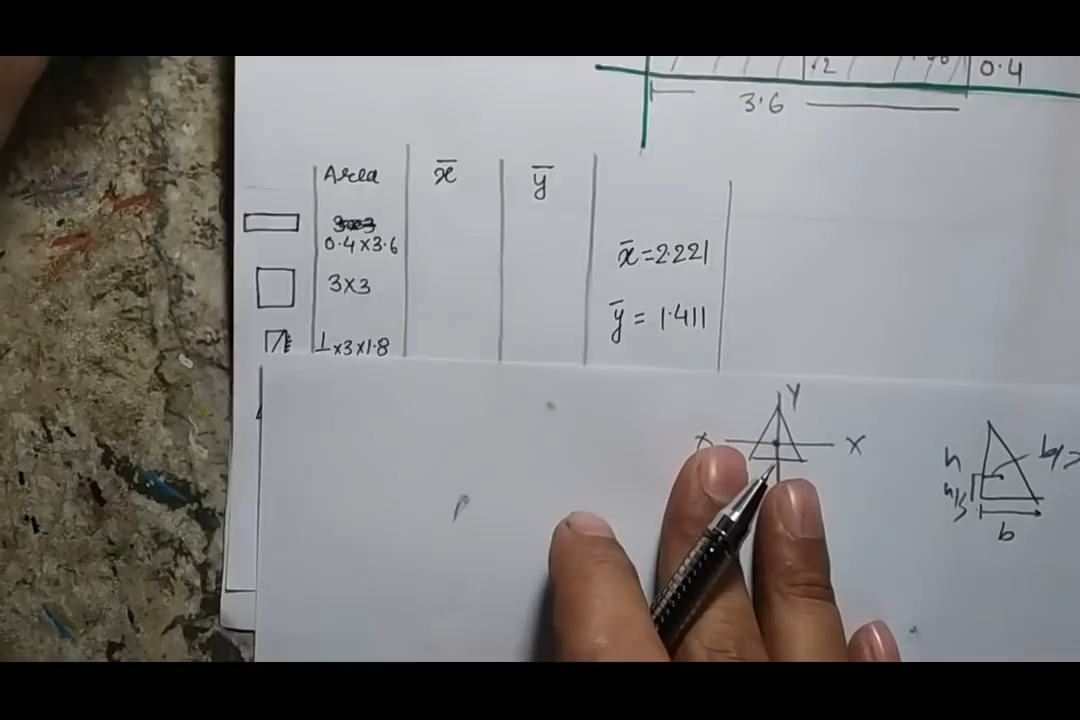 .2
0.4
3.6
Area x̄ ȳ
0.4×3.6
3×3
x̄=2.221
ȳ = 1.411
1×3×1.8
Y
X X
h
h/3
b